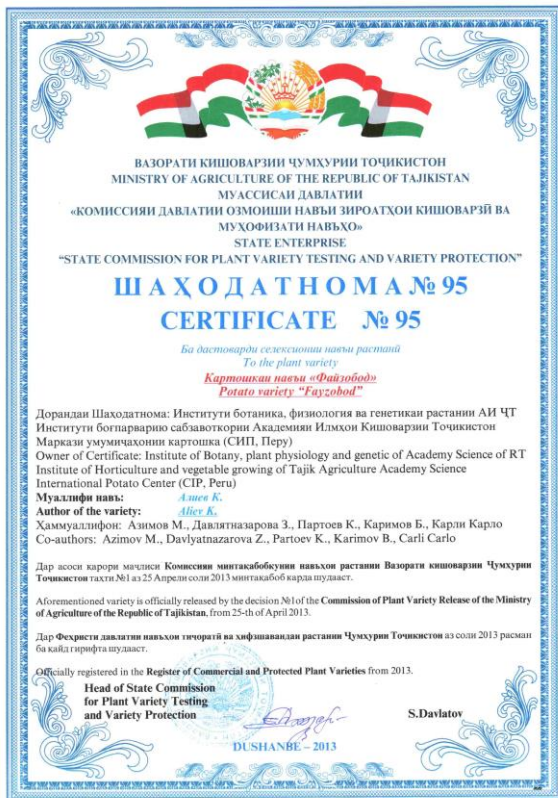 ВАЗОРАТИ КИШОВАРЗИИ ҶУМҲУРИИ ТОҶИКИСТОН
MINISTRY OF AGRICULTURE OF THE REPUBLIC OF TAJIKISTAN
МУАССИСАИ ДАВЛАТИИ
«КОМИССИЯИ ДАВЛАТИИ ОЗМОИШИ НАВЪИ ЗИРОАТҲОИ КИШОВАРЗӢ ВА
МУҲОФИЗАТИ НАВЪҲО»
STATE ENTERPRISE
“STATE COMMISSION FOR PLANT VARIETY TESTING AND VARIETY PROTECTION”
ШАҲОДАТНОМА № 95
CERTIFICATE № 95
Ба дастоварди селексионии навъи растанӣ
To the plant variety
Картошкаи навъи «Файзобод»
Potato variety “Fayzobod”
Дорандаи Шаҳодатнома: Институти ботаника, физиология ва генетикаи растании АИ ҶТ
Институти боғпарварию сабзавоткории Академияи Илмҳои Кишоварзии Тоҷикистон
Маркази умумиҷаҳонии картошка (СИП, Перу)
Owner of Certificate: Institute of Botany, plant physiology and genetic of Academy Science of RT
Institute of Horticulture and vegetable growing of Tajik Agriculture Academy Science
International Potato Center (CIP, Peru)
Муаллифи навъ: Алиев К.
Author of the variety: Aliev K.
Ҳаммуаллифон: Азимов М., Давлятназарова З., Партоев К., Каримов Б., Карли Карло
Co-authors: Azimov M., Davlyatnazarova Z., Partoev K., Karimov B., Carli Carlo
Дар асоси қарори маҷлиси Комиссияи минтақабобкунии навъҳои растании Вазорати кишоварзии Ҷумҳурии
Тоҷикистон таҳти №1 аз 25 Апрели соли 2013 минтақабоб карда шудааст.
Aforementioned variety is officially released by the decision №1of the Commission of Plant Variety Release of the Ministry
of Agriculture of the Republic of Tajikistan, from 25-th of April 2013.
Дар Феҳристи давлатии навъҳои тиҷоратӣ ва ҳифзшавандаи растании Ҷумҳурии Тоҷикистон аз соли 2013 расман
ба қайд гирифта шудааст.
Officially registered in the Register of Commercial and Protected Plant Varieties from 2013.
Head of State Commission
for Plant Variety Testing
and Variety Protection S.Davlatov
DUSHANBE – 2013